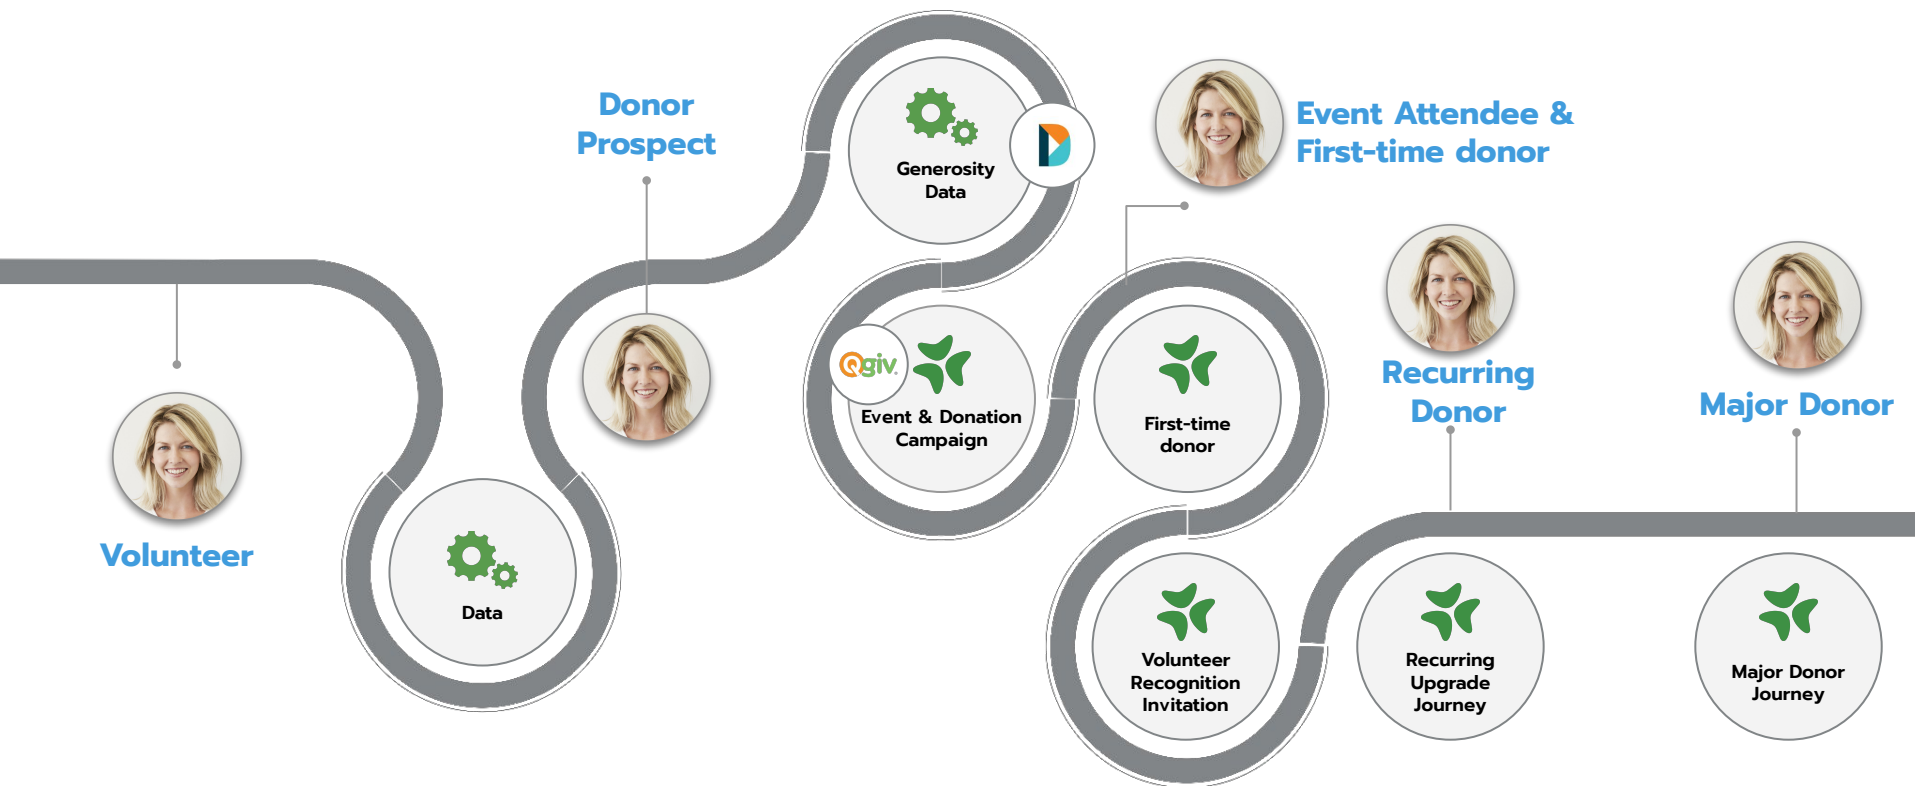 Volunteer
Data
Donor
Prospect
Generosity
Data
Qgiv
Event & Donation
Campaign
Event Attendee &
First-time donor
First-time
donor
Volunteer
Recognition
Invitation
Recurring
Donor
Recurring
Upgrade
Journey
Major Donor
Major Donor
Journey